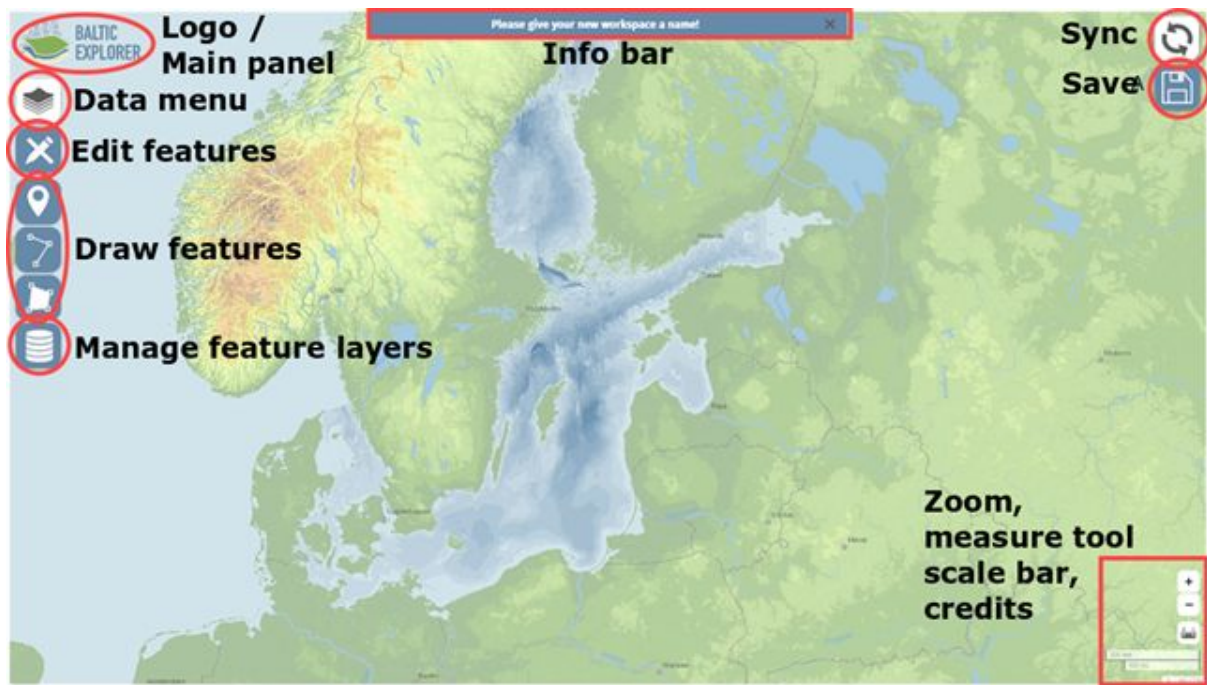 BALTIC
EXPLORER
Logo /
Main panel
Please give your new workspace a name!
Info bar
Sync
Save
Data menu
Edit features
Draw features
Manage feature layers
Zoom,
measure tool
scale bar,
credits
+
−